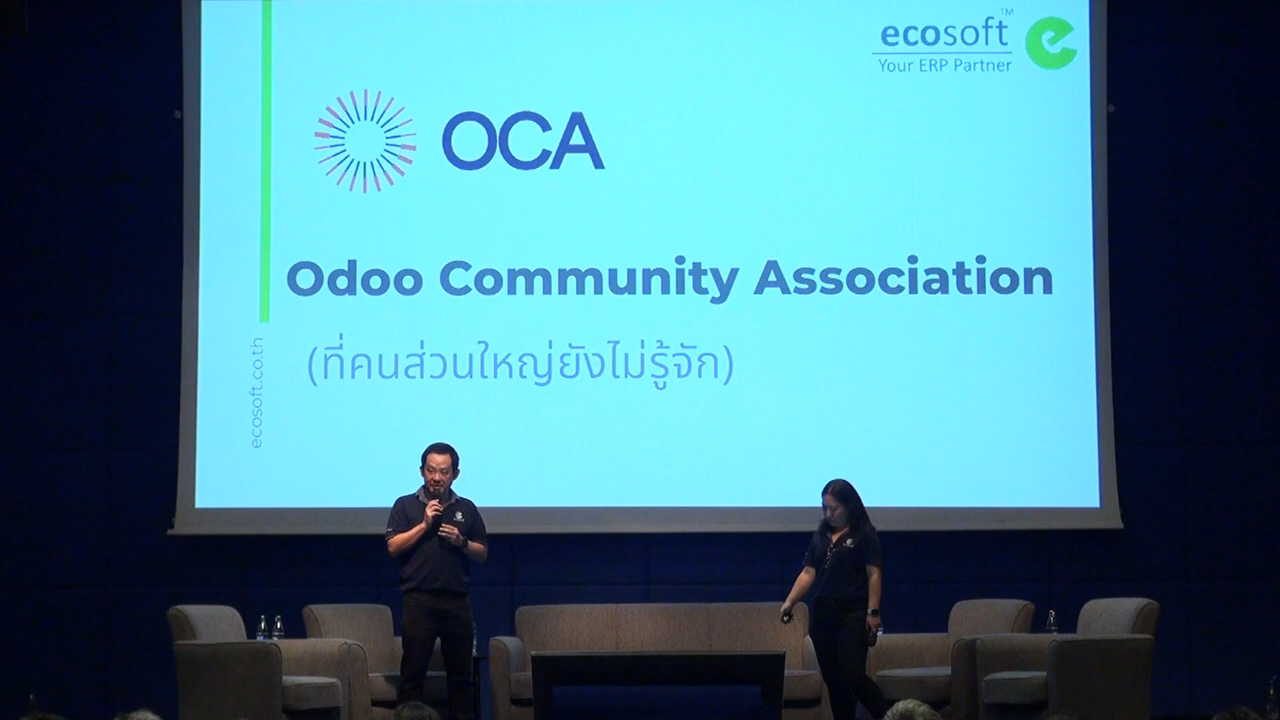 ecosoft™
Your ERP Partner
OCA
Odoo Community Association
(ที่คนส่วนใหญ่ยังไม่รู้จัก)
ecosoft.co.th